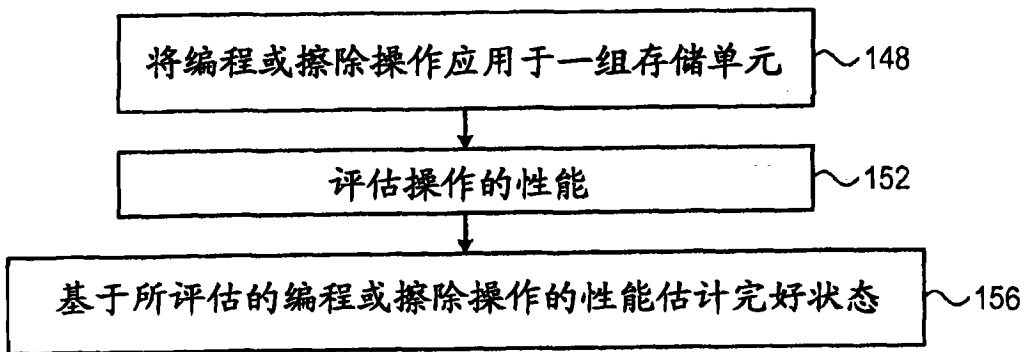 将编程或擦除操作应用于一组存储单元 148
评估操作的性能 152
基于所评估的编程或擦除操作的性能估计完好状态 156